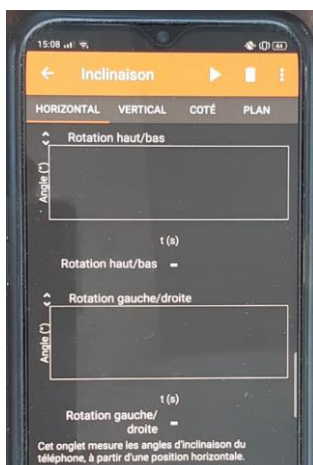 15:08
Inclinaison
HORIZONTAL VERTICAL COTÉ PLAN
Rotation haut/bas
Angle (°)
t (s)
Rotation haut/bas -
Rotation gauche/droite
Angle (°)
t (s)
Rotation gauche/
droite -
Cet onglet mesure les angles d'inclinaison du
téléphone, à partir d'une position horizontale.